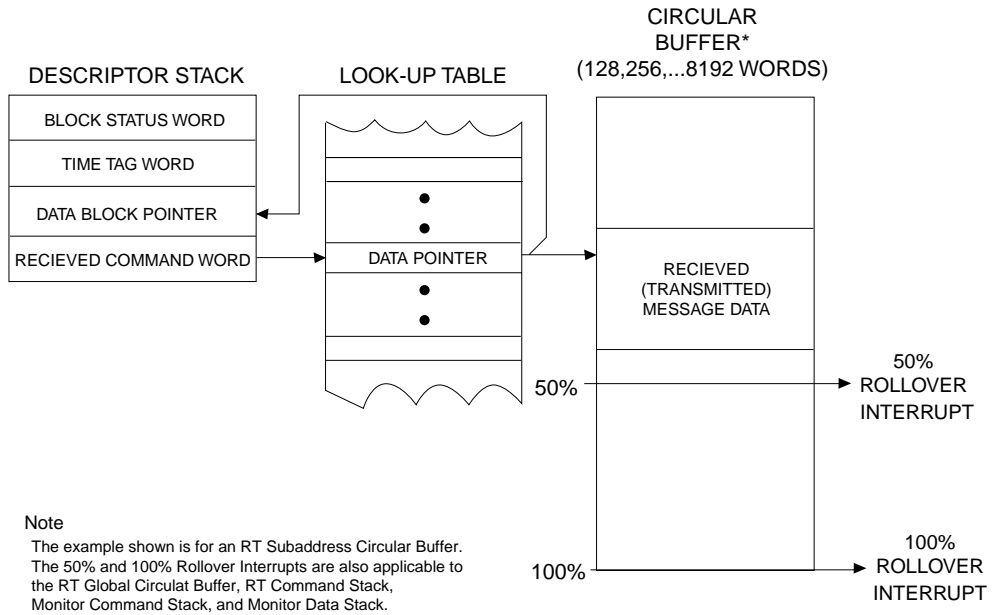 CIRCULAR
BUFFER*
(128,256,...8192 WORDS)
DESCRIPTOR STACK
LOOK-UP TABLE
BLOCK STATUS WORD
TIME TAG WORD
DATA BLOCK POINTER
RECIEVED COMMAND WORD
DATA POINTER
RECIEVED
(TRANSMITTED)
MESSAGE DATA
50%
50%
ROLLOVER
INTERRUPT
100%
100%
ROLLOVER
INTERRUPT
Note
The example shown is for an RT Subaddress Circular Buffer.
The 50% and 100% Rollover Interrupts are also applicable to
the RT Global Circulat Buffer, RT Command Stack,
Monitor Command Stack, and Monitor Data Stack.